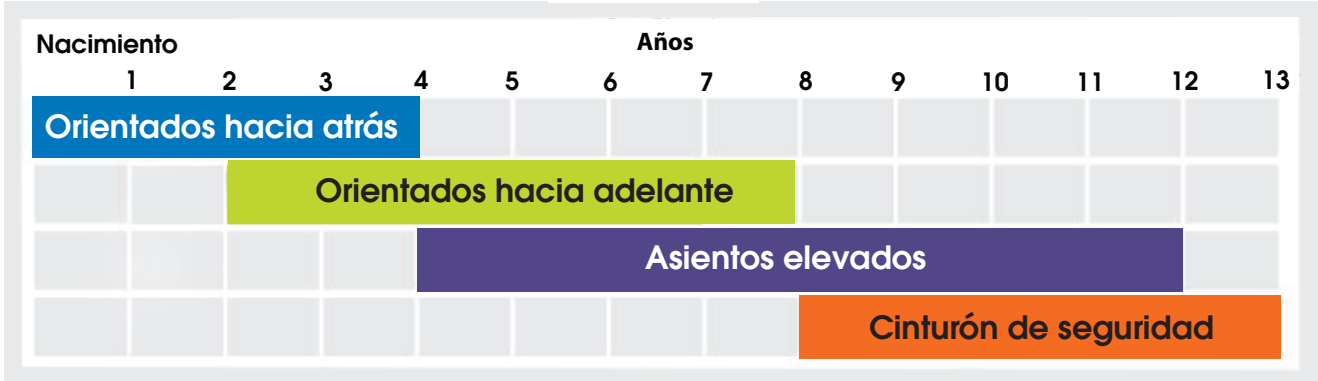 Nacimiento
Años
1 2 3 4 5 6 7 8 9 10 11 12 13
Orientados hacia atrás
Orientados hacia adelante
Asientos elevados
Cinturón de seguridad